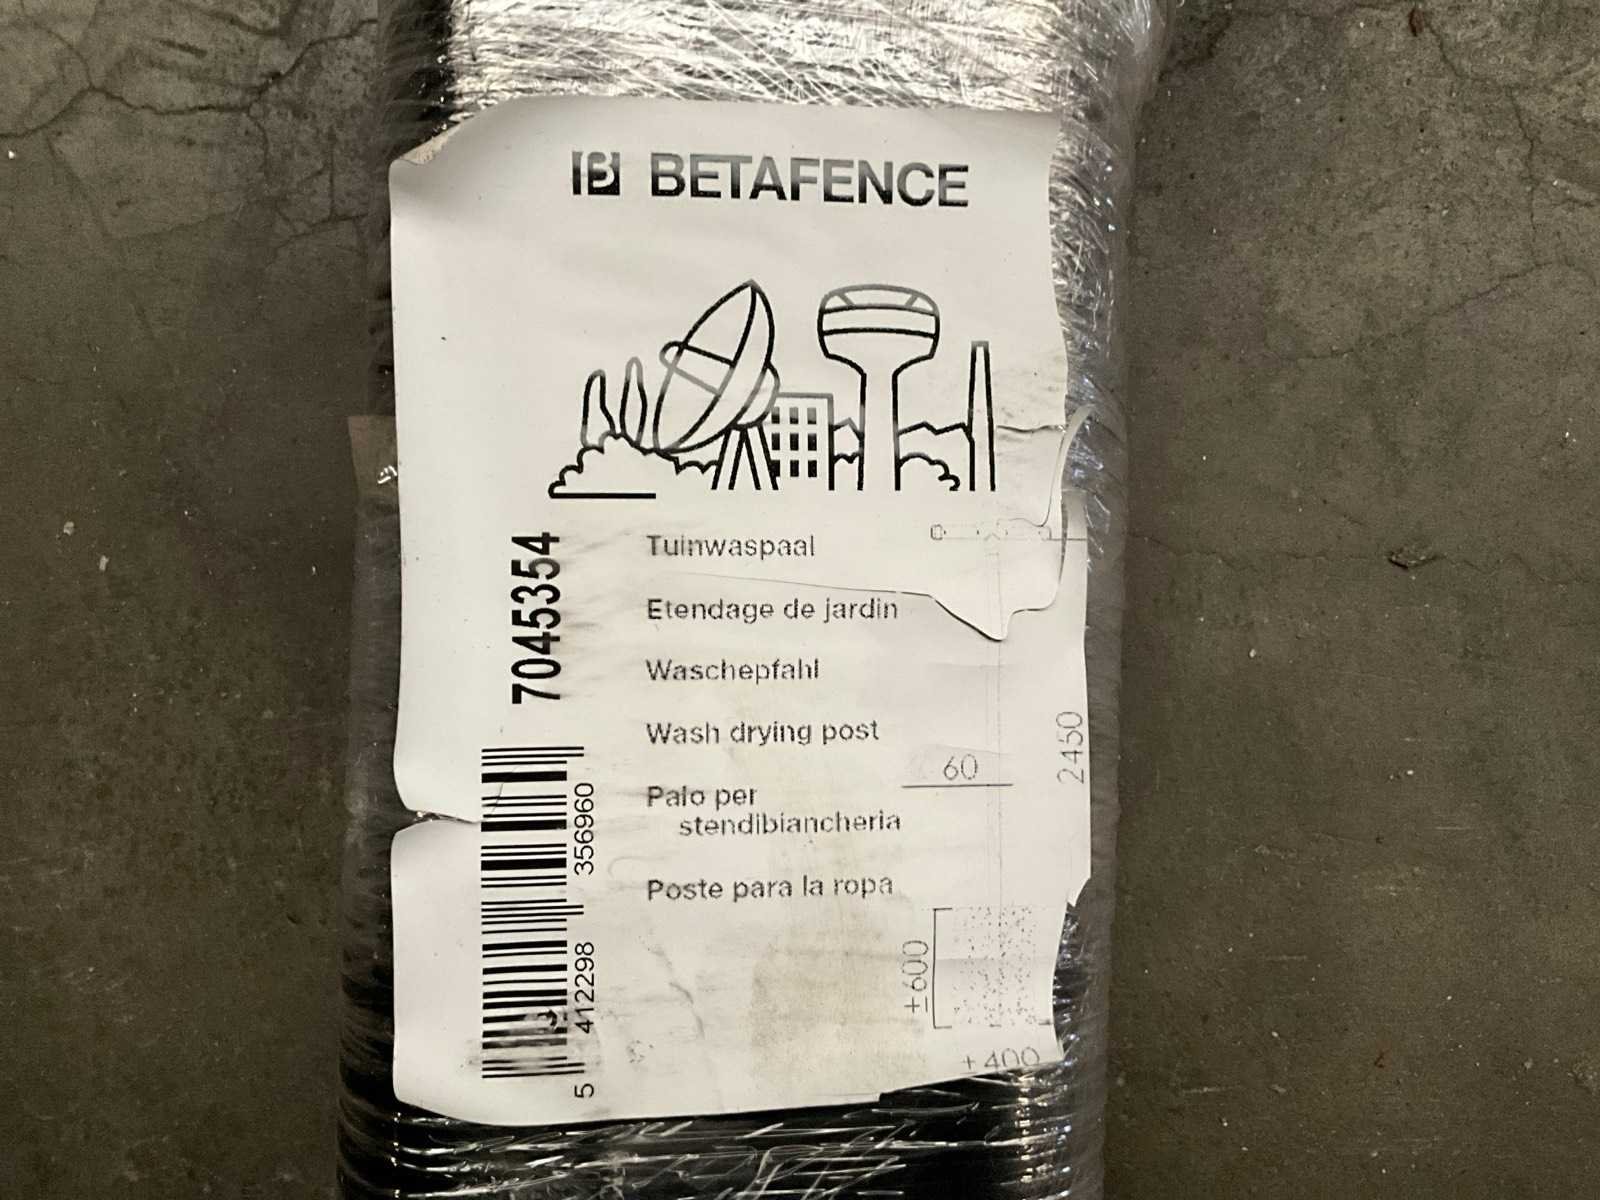 BETAFENCE
7045354
Tuinwaspaal
Etendage de jardin
Waschepfahl
Wash drying post
Palo per
stendibiancheria
Poste para la ropa
60
2450
±600
±400
5 412298 356960